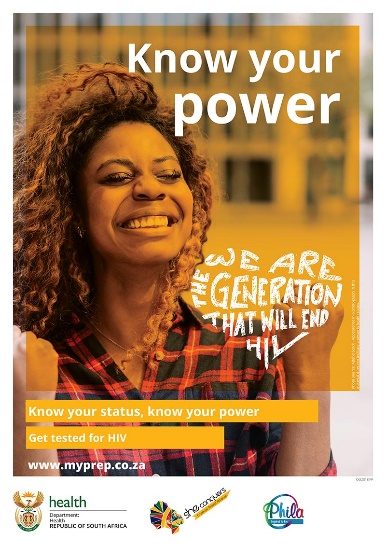 Know your
power
WE ARE
THE GENERATION
THAT WILL END
HIV
Know your status, know your power
Get tested for HIV
www.myprep.co.za
health
Department:
Health
REPUBLIC OF SOUTH AFRICA
she conquers
Phila